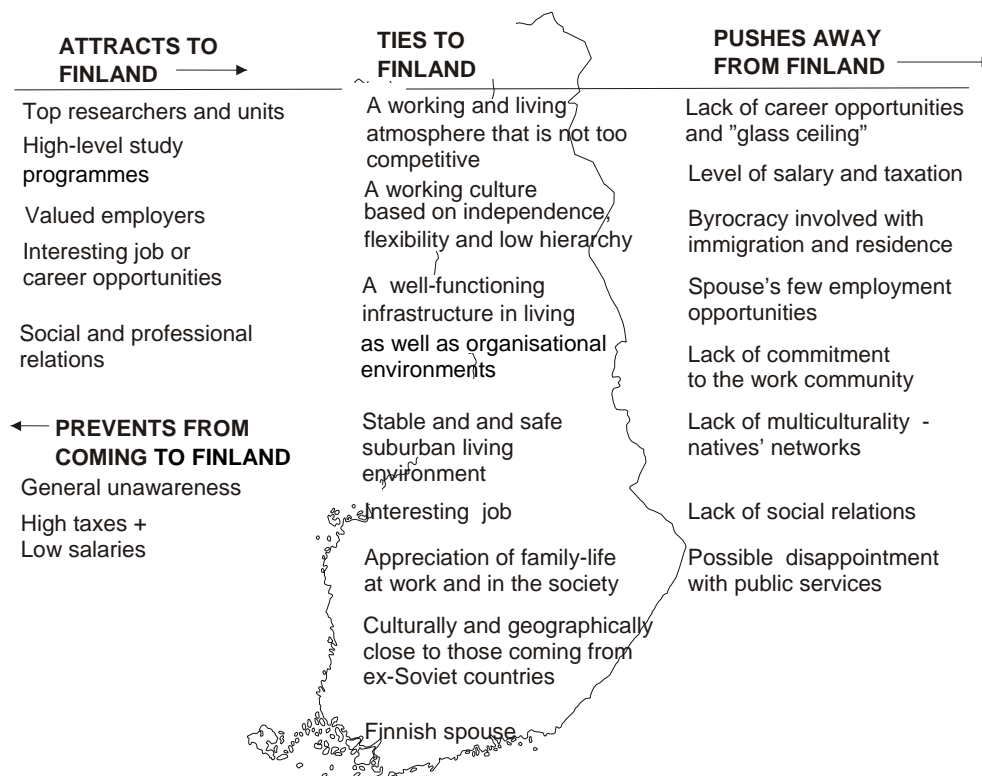 ATTRACTS TO
FINLAND
Top researchers and units
High-level study
programmes
Valued employers
Interesting job or
career opportunities
Social and professional
relations
PREVENTS FROM
COMING TO FINLAND
General unawareness
High taxes +
Low salaries
TIES TO
FINLAND
A working and living
atmosphere that is not too
competitive
A working culture
based on independence,
flexibility and low hierarchy
A well-functioning
infrastructure in living
as well as organisational
environments
Stable and and safe
suburban living
environment
Interesting job
Appreciation of family-life
at work and in the society
Culturally and geographically
close to those coming from
ex-Soviet countries
Finnish spouse
PUSHES AWAY
FROM FINLAND
Lack of career opportunities
and ”glass ceiling”
Level of salary and taxation
Byrocracy involved with
immigration and residence
Spouse’s few employment
opportunities
Lack of commitment
to the work community
Lack of multiculturality -
natives’ networks
Lack of social relations
Possible disappointment
with public services